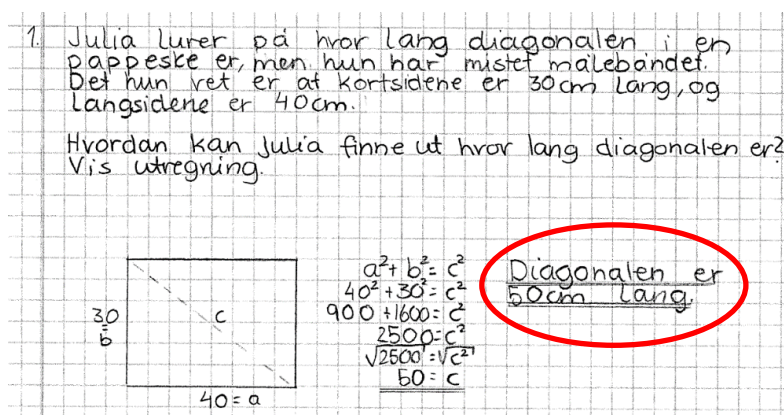 1. Julia lurer på hvor lang diagonalen i en
pappeske er, men hun har mistet målebåndet.
Det hun vet er at kortsidene er 30cm lang, og
langsidene er 40cm.
Hvordan kan Julia finne ut hvor lang diagonalen er?
Vis utregning.
30
=
b
c
40 = a
a² + b² = c²
40² + 30² = c²
900 + 1600 = c²
2500 = c²
√2500 = √c²
50 = c
Diagonalen er
50cm lang.